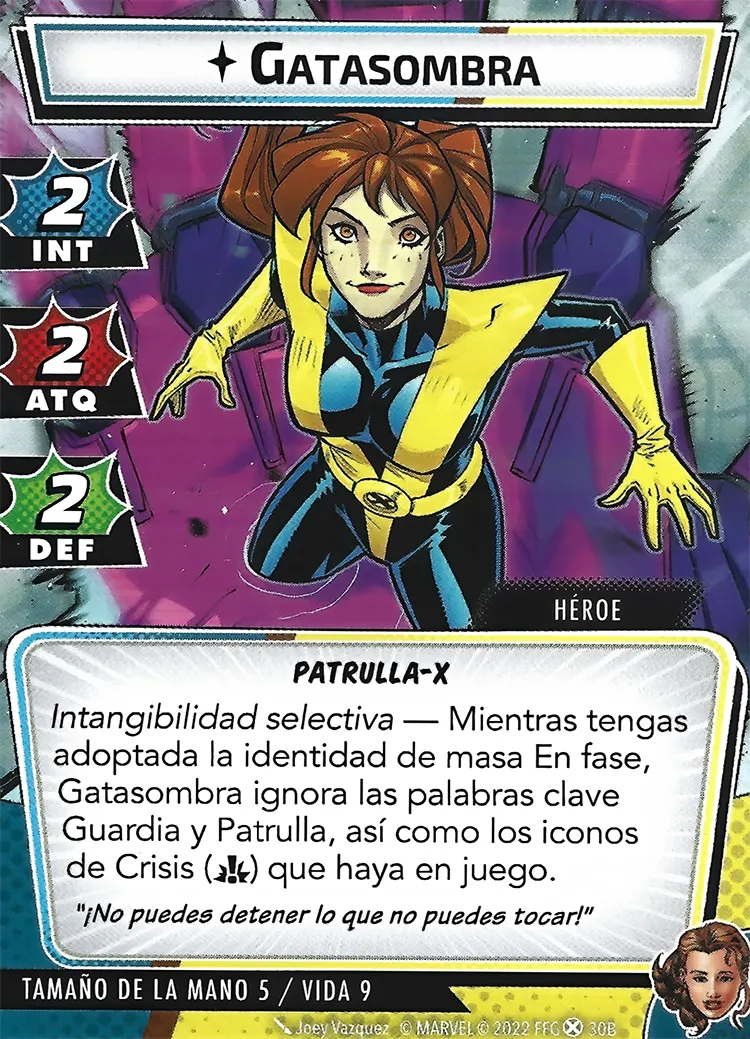 GATASOMBRA
2
INT
2
ATQ
2
DEF
HÉROE
PATRULLA-X
Intangibilidad selectiva — Mientras tengas
adoptada la identidad de masa En fase,
Gatasombra ignora las palabras clave
Guardia y Patrulla, así como los iconos
de Crisis () que haya en juego.
"¡No puedes detener lo que no puedes tocar!"
TAMAÑO DE LA MANO 5 / VIDA 9
Joey Vazquez © MARVEL © 2022 FFG 30B